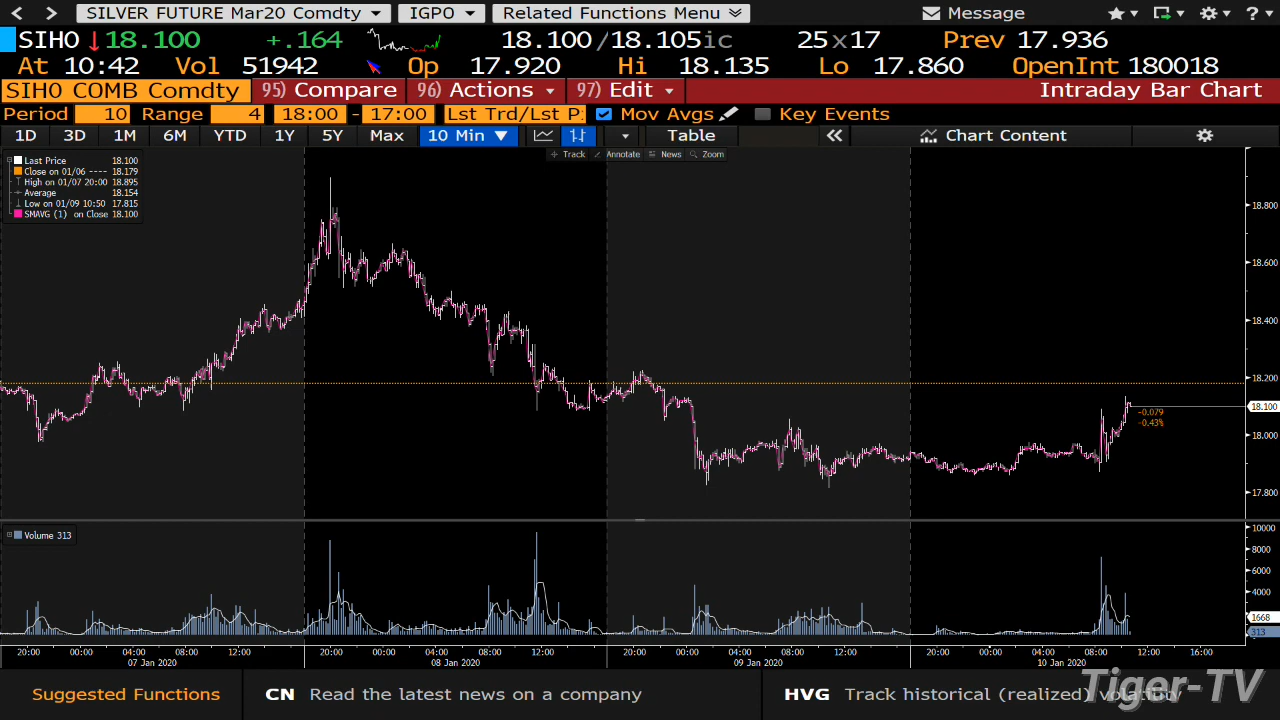 SILVER FUTURE Mar20 Comdty IGPO Related Functions Menu Message ?
SIH0 ↓18.100 +.164 18.100/18.105ic 25x17 Prev 17.936
At 10:42 Vol 51942 Op 17.920 Hi 18.135 Lo 17.860 OpenInt 180018
SIH0 COMB Comdty 95) Compare 96) Actions 97) Edit Intraday Bar Chart
Period 10 Range 4 18:00 - 17:00 Lst Trd/Lst P Mov Avgs Key Events
1D 3D 1M 6M YTD 1Y 5Y Max 10 Min ▼ Table Chart Content
Track Annotate News Zoom
Last Price 18.100
Close on 01/06 ---- 18.179
High on 01/07 20:00 18.895
Average 18.154
Low on 01/09 10:50 17.815
SMAVG (1) on Close 18.100
18.800
18.600
18.400
18.200
18.100
-0.079
-0.43%
18.000
17.800
Volume 313
10000
8000
6000
4000
1668
313
20:00 00:00 04:00 08:00 12:00 20:00 00:00 04:00 08:00 12:00 20:00 00:00 04:00 08:00 12:00 20:00 00:00 04:00 08:00 12:00 16:00
07 Jan 2020 08 Jan 2020 09 Jan 2020 10 Jan 2020
Suggested Functions CN Read the latest news on a company HVG Track historical (realized) volatility
Tiger-TV